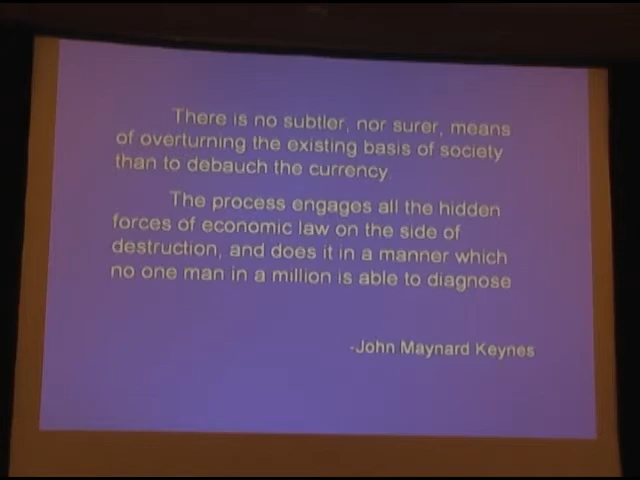 There is no subtler, nor surer, means
of overturning the existing basis of society
than to debauch the currency
The process engages all the hidden
forces of economic law on the side of
destruction, and does it in a manner which
no one man in a million is able to diagnose
-John Maynard Keynes